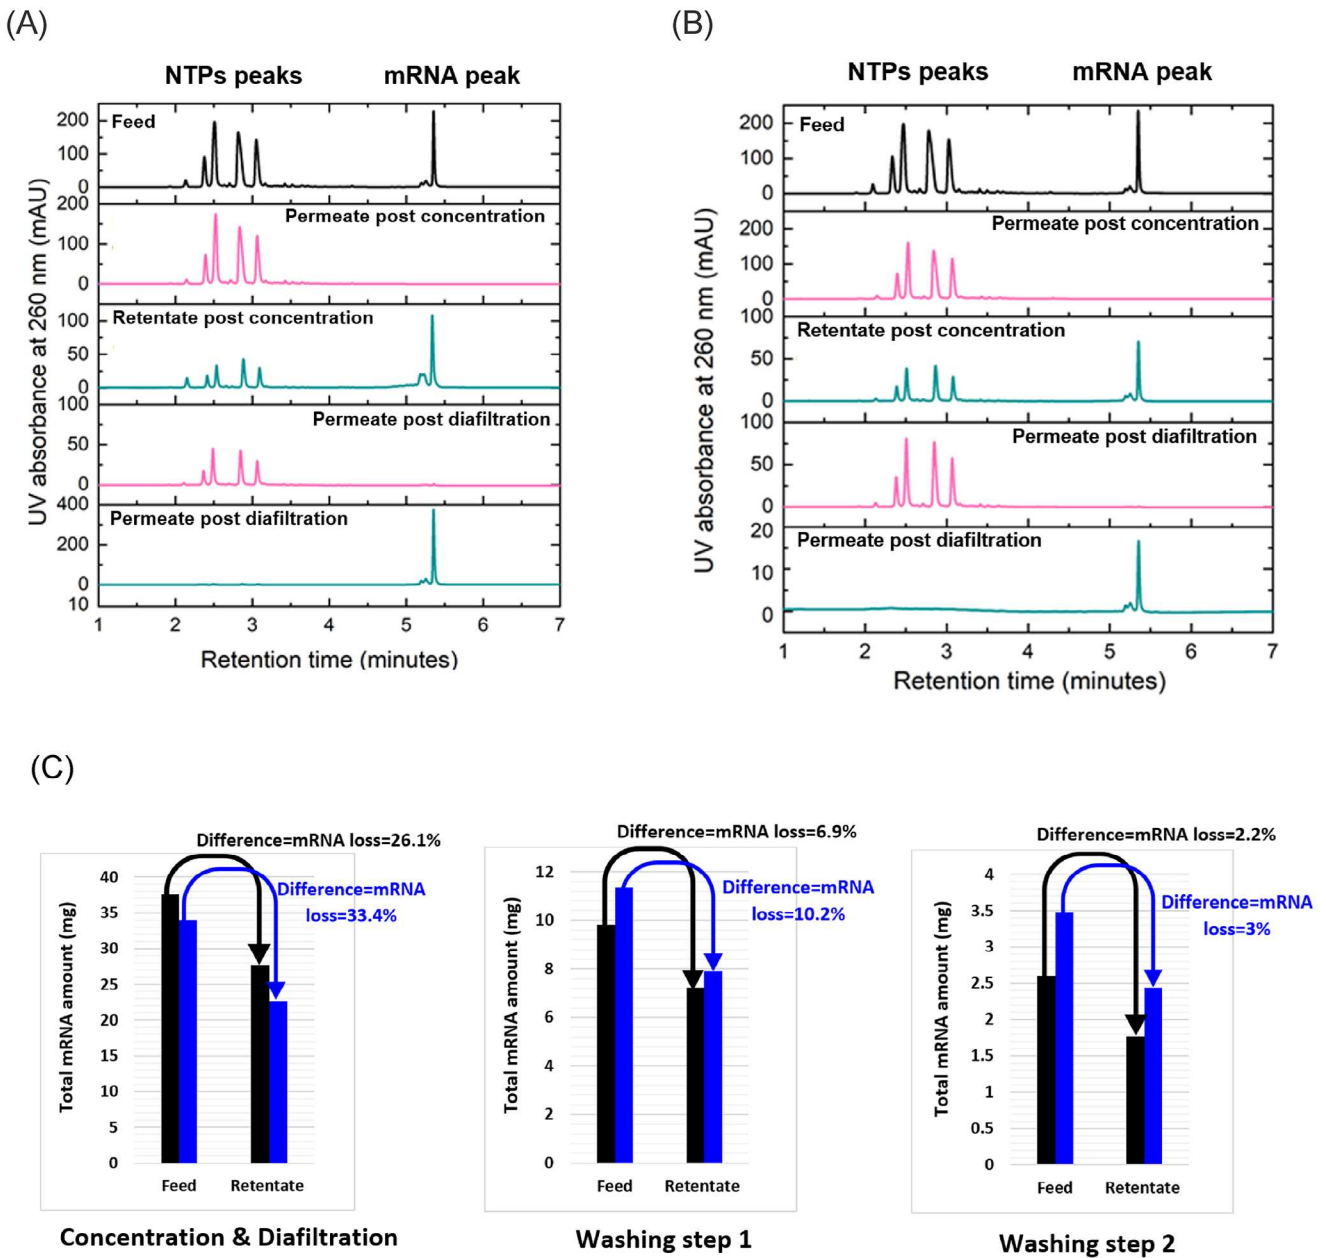 (A)
NTPs peaks mRNA peak
UV absorbance at 260 nm (mAU)
Feed
200
100
0
Permeate post concentration
200
100
0
Retentate post concentration
100
50
0
Permeate post diafiltration
100
50
0
Permeate post diafiltration
400
200
0
10
1 2 3 4 5 6 7
Retention time (minutes)
(B)
NTPs peaks mRNA peak
UV absorbance at 260 nm (mAU)
Feed
200
100
0
Permeate post concentration
200
100
0
Retentate post concentration
100
50
0
Permeate post diafiltration
100
50
0
Permeate post diafiltration
20
10
0
1 2 3 4 5 6 7
Retention time (minutes)
(C)
Difference=mRNA loss=26.1%
Difference=mRNA
loss=33.4%
Total mRNA amount (mg)
40
35
30
25
20
15
10
5
0
Feed Retentate
Concentration & Diafiltration
Difference=mRNA loss=6.9%
Difference=mRNA
loss=10.2%
Total mRNA amount (mg)
12
10
8
6
4
2
0
Feed Retentate
Washing step 1
Difference=mRNA loss=2.2%
Difference=mRNA
loss=3%
Total mRNA amount (mg)
4
3.5
3
2.5
2
1.5
1
0.5
0
Feed Retentate
Washing step 2